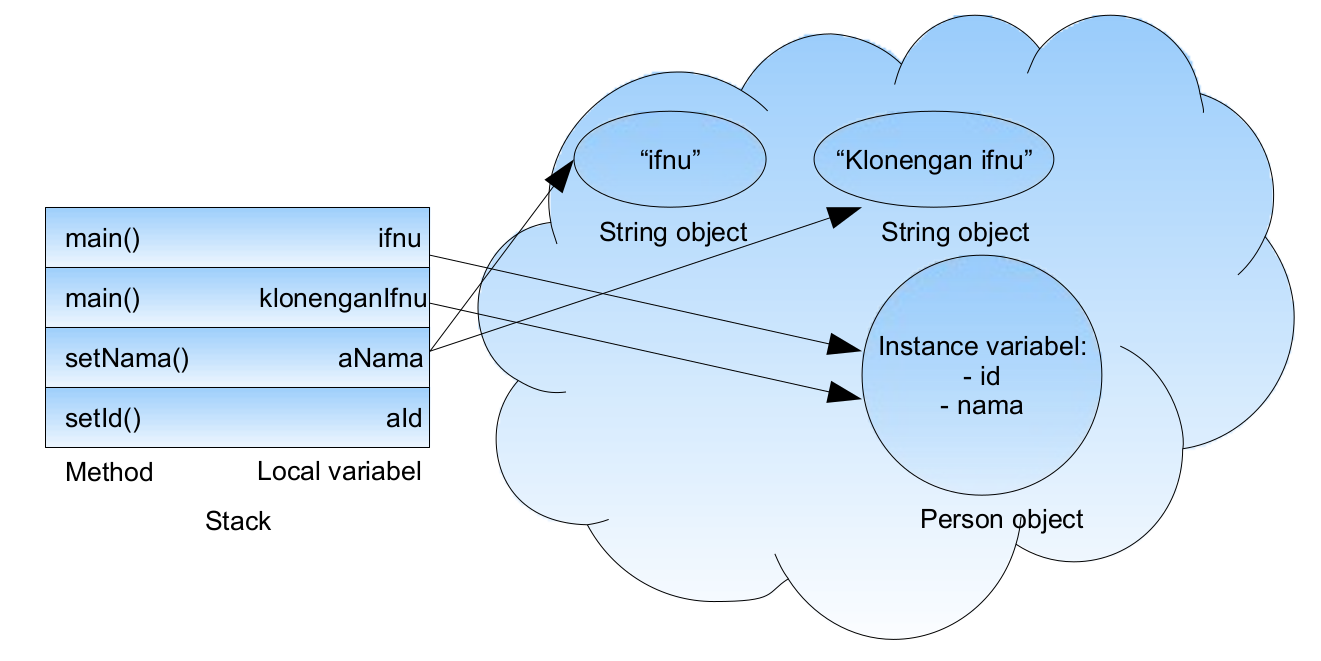 “ifnu”
“Klonengan ifnu”
String object
String object
main() ifnu
main() klonenganIfnu
setNama() aNama
setId() aId
Method Local variabel
Stack
Instance variabel:
- id
- nama
Person object